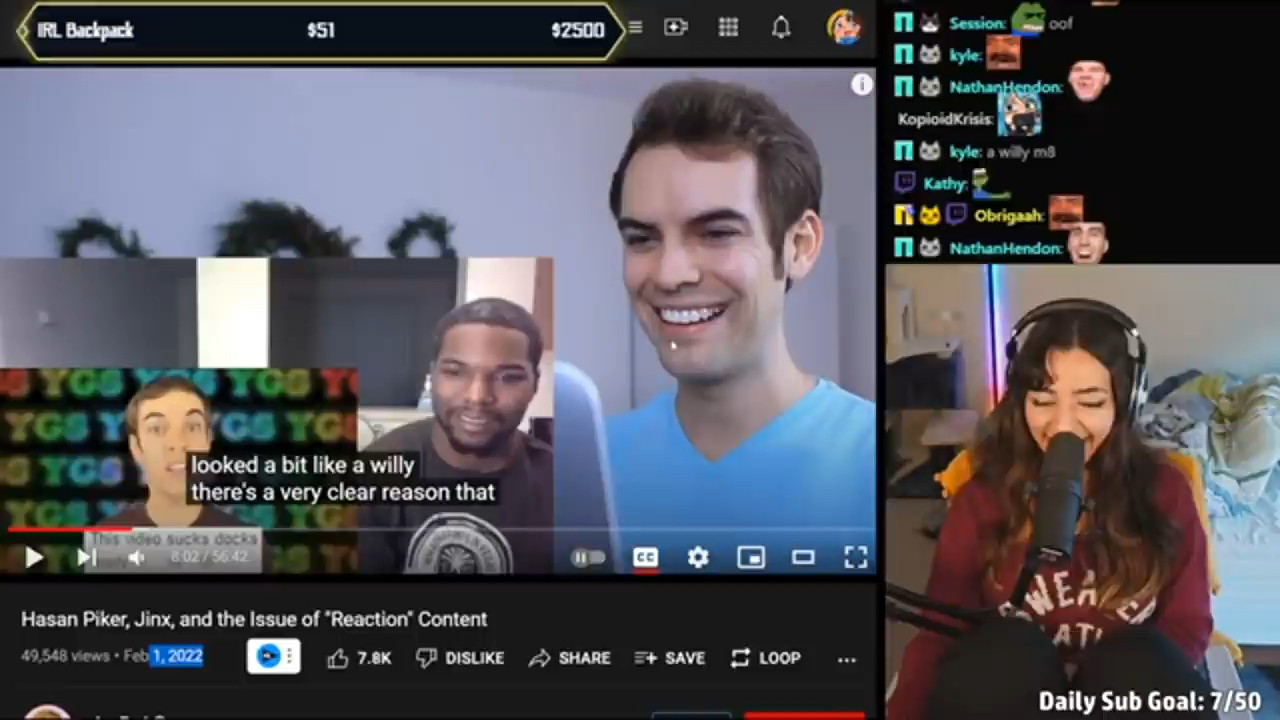 IRL Backpack $51 $2500
Session: oof
kyle:
NathanHendon:
KopioidKrisis:
kyle: a willy m8
Kathy:
Obrigaah:
NathanHendon:
YGS YGS
looked a bit like a willy
there's a very clear reason that
This video sucks docks
8:02 / 56:42
CC
Hasan Piker, Jinx, and the Issue of "Reaction" Content
49,548 views • Feb 1, 2022
7.8K DISLIKE SHARE SAVE LOOP ...
Daily Sub Goal: 7/50